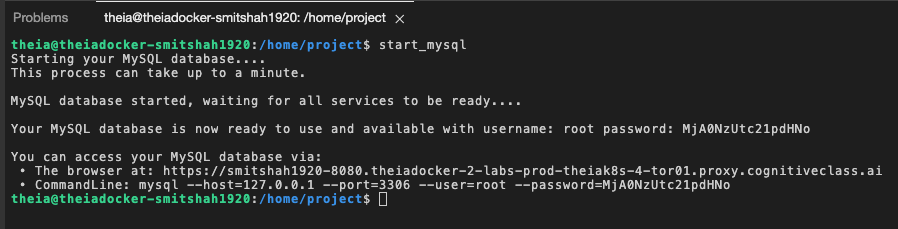 Problems theia@theiadocker-smitshah1920: /home/project ×
theia@theiadocker-smitshah1920:/home/project$ start_mysql
Starting your MySQL database....
This process can take up to a minute.
MySQL database started, waiting for all services to be ready....
Your MySQL database is now ready to use and available with username: root password: MjA0NzUtc21pdHNo
You can access your MySQL database via:
• The browser at: https://smitshah1920-8080.theiadocker-2-labs-prod-theiak8s-4-tor01.proxy.cognitiveclass.ai
• CommandLine: mysql --host=127.0.0.1 --port=3306 --user=root --password=MjA0NzUtc21pdHNo
theia@theiadocker-smitshah1920:/home/project$